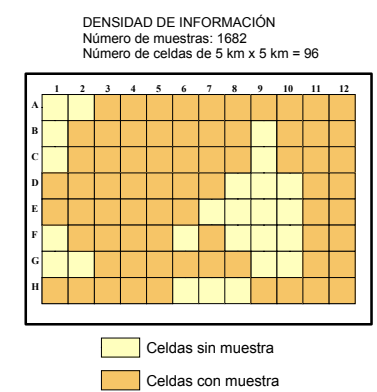 DENSIDAD DE INFORMACIÓN
Número de muestras: 1682
Número de celdas de 5 km x 5 km = 96
1 2 3 4 5 6 7 8 9 10 11 12
A
B
C
D
E
F
G
H
Celdas sin muestra
Celdas con muestra